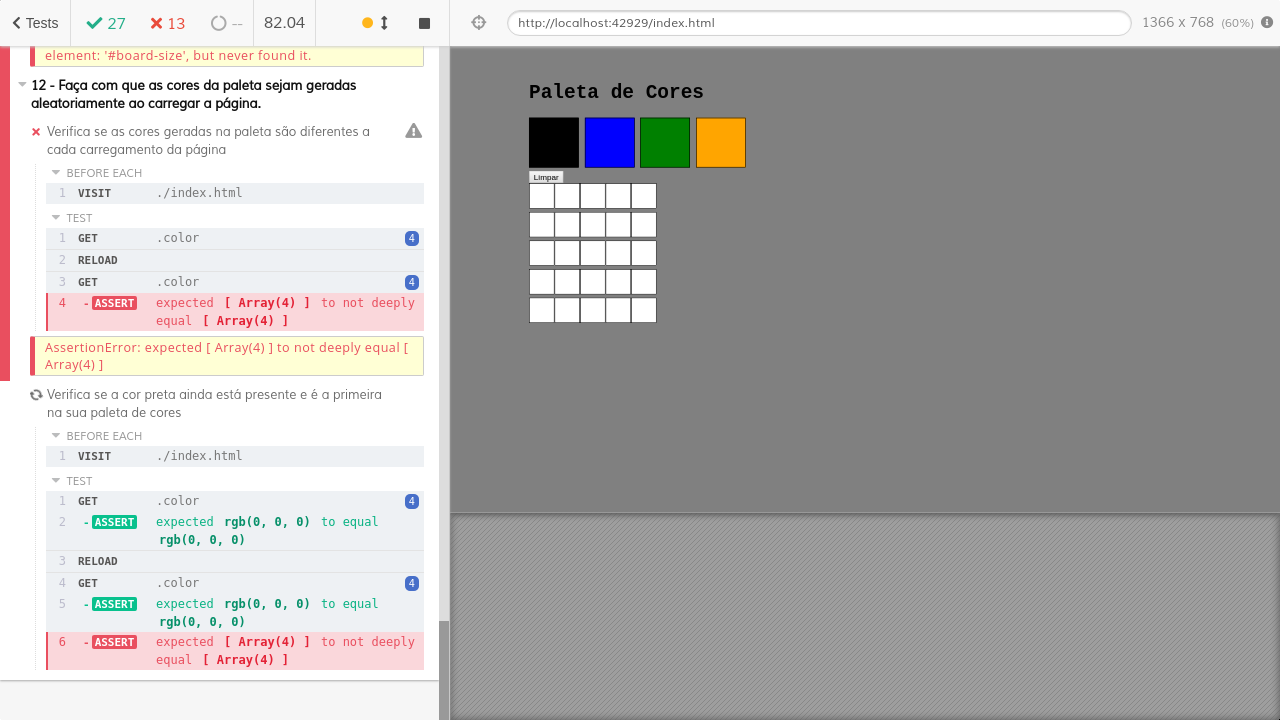 Tests 27 13 -- 82.04
http://localhost:42929/index.html 1366 x 768 (60%)
element: '#board-size', but never found it.
12 - Faça com que as cores da paleta sejam geradas
aleatoriamente ao carregar a página.
Verifica se as cores geradas na paleta são diferentes a
cada carregamento da página
BEFORE EACH
1 VISIT ./index.html
TEST
1 GET .color 4
2 RELOAD
3 GET .color 4
4 -ASSERT expected [ Array(4) ] to not deeply
equal [ Array(4) ]
AssertionError: expected [ Array(4) ] to not deeply equal [
Array(4) ]
Verifica se a cor preta ainda está presente e é a primeira
na sua paleta de cores
BEFORE EACH
1 VISIT ./index.html
TEST
1 GET .color 4
2 -ASSERT expected rgb(0, 0, 0) to equal
rgb(0, 0, 0)
3 RELOAD
4 GET .color 4
5 -ASSERT expected rgb(0, 0, 0) to equal
rgb(0, 0, 0)
6 -ASSERT expected [ Array(4) ] to not deeply
equal [ Array(4) ]
Paleta de Cores
Limpar